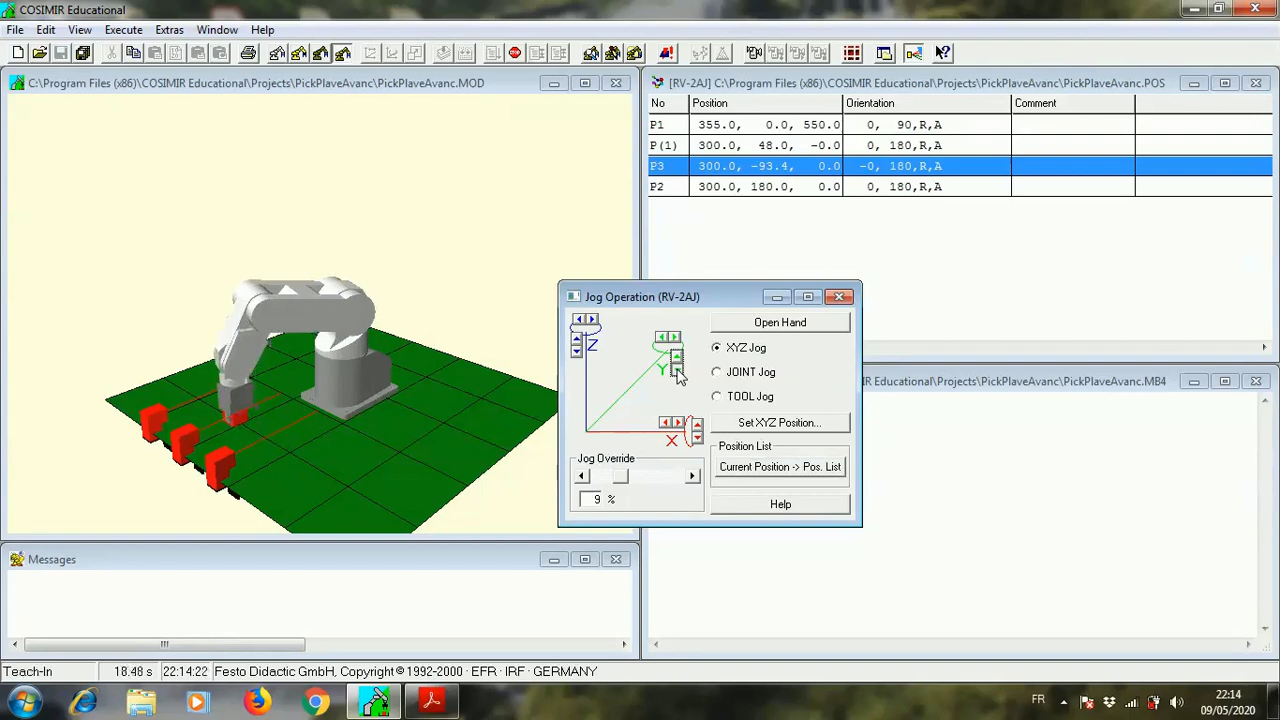 COSIMIR Educational
File Edit View Execute Extras Window Help
C:\Program Files (x86)\COSIMIR Educational\Projects\PickPlaveAvanc\PickPlaveAvanc.MOD
[RV-2AJ] C:\Program Files (x86)\COSIMIR Educational\Projects\PickPlaveAvanc\PickPlaveAvanc.POS
No Position Orientation Comment
P1 355.0, 0.0, 550.0 0, 90,R,A
P(1) 300.0, 48.0, -0.0 0, 180,R,A
P3 300.0, -93.4, 0.0 -0, 180,R,A
P2 300.0, 180.0, 0.0 0, 180,R,A
Jog Operation (RV-2AJ)
Open Hand
Z
XYZ Jog
Y
JOINT Jog
TOOL Jog
Set XYZ Position...
X
Position List
Jog Override
Current Position -> Pos. List
9 %
Help
COSIMIR Educational\Projects\PickPlaveAvanc\PickPlaveAvanc.MB4
Messages
Teach-In 18.48 s 22:14:22 Festo Didactic GmbH, Copyright© 1992-2000 - EFR - IRF - GERMANY
FR
22:14
09/05/2020